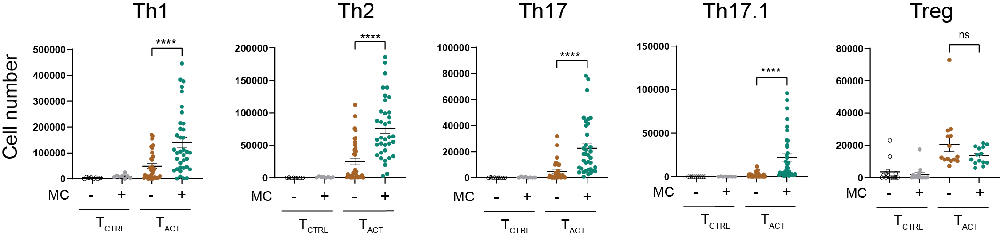 Th1
Th2
Th17
Th17.1
Treg
Cell number
500000
400000
300000
200000
100000
0
****
MC - + - +
TCTRL TACT
200000
150000
100000
50000
0
****
MC - + - +
TCTRL TACT
100000
80000
60000
40000
20000
0
****
MC - + - +
TCTRL TACT
150000
100000
50000
0
****
MC - + - +
TCTRL TACT
80000
60000
40000
20000
0
ns
MC - + - +
TCTRL TACT